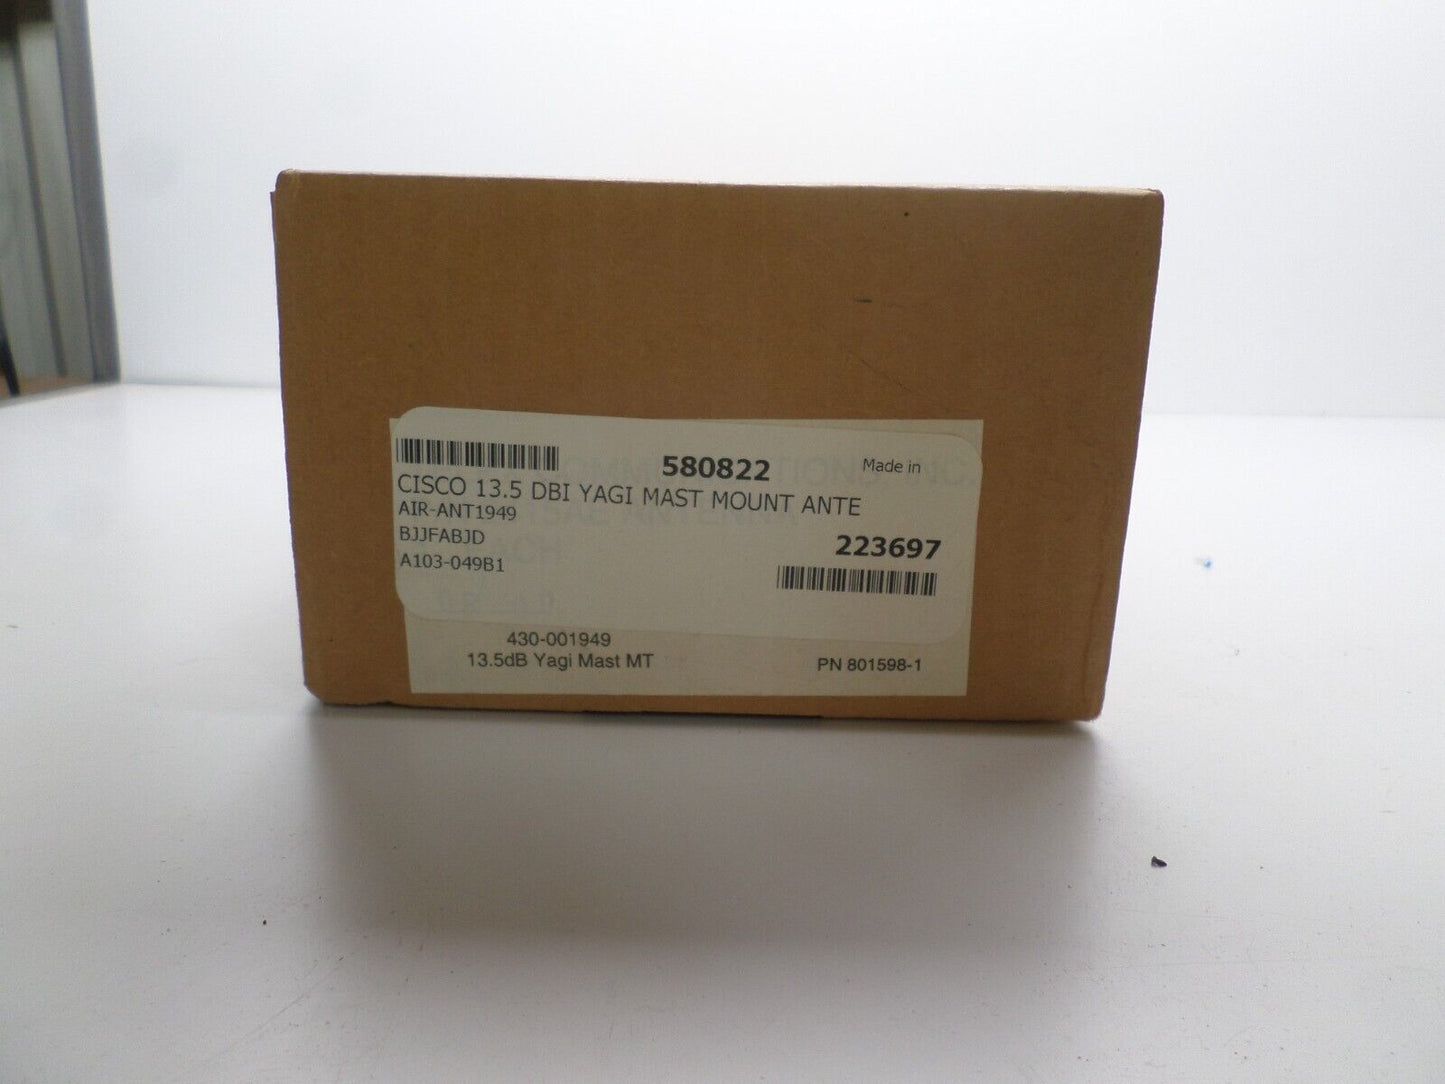 580822
Made in
CISCO 13.5 DBI YAGI MAST MOUNT ANTE
AIR-ANT1949
BJJFABJD
223697
A103-049B1
430-001949
13.5dB Yagi Mast MT
PN 801598-1